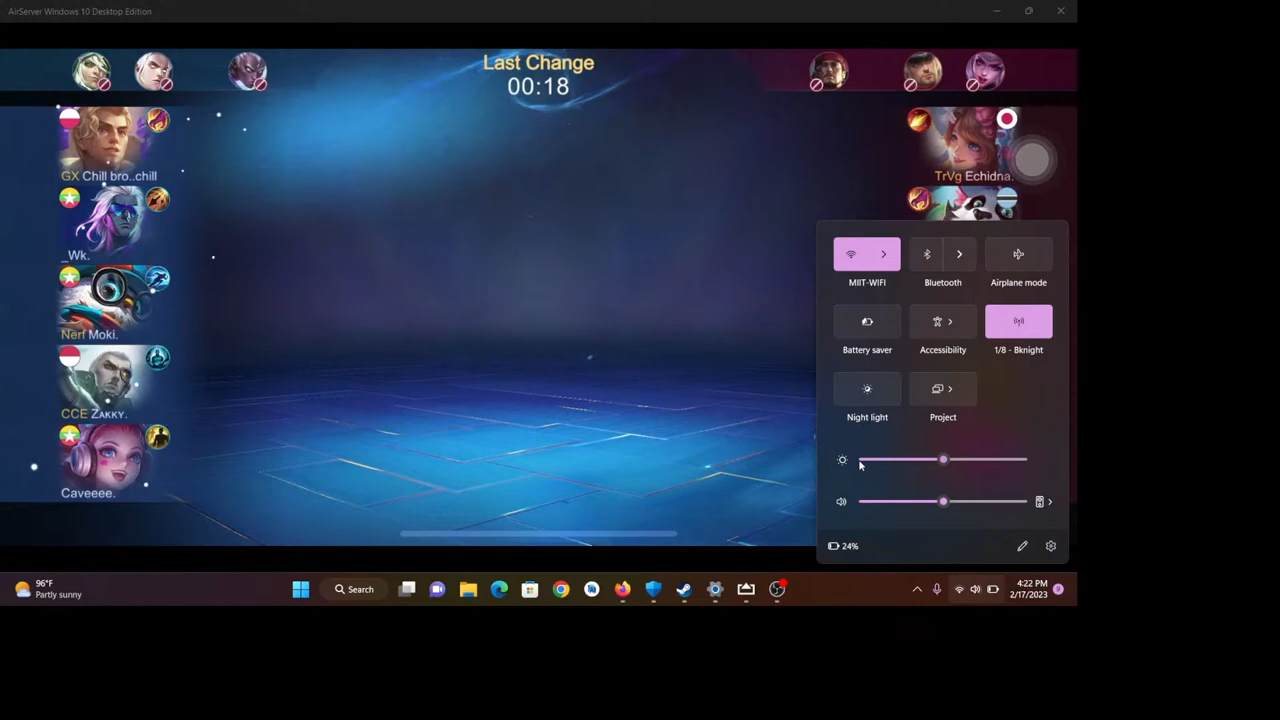 AirServer Windows 10 Desktop Edition
Last Change
00:18
GX Chill bro..chill
_Wk.
Nerf Moki.
CCE ZAKKY.
Caveeee.
TrVg Echidna.
MIIT-WIFI
Bluetooth
Airplane mode
Battery saver
Accessibility
1/8 - Bknight
Night light
Project
24%
96°F
Partly sunny
Search
4:22 PM
2/17/2023